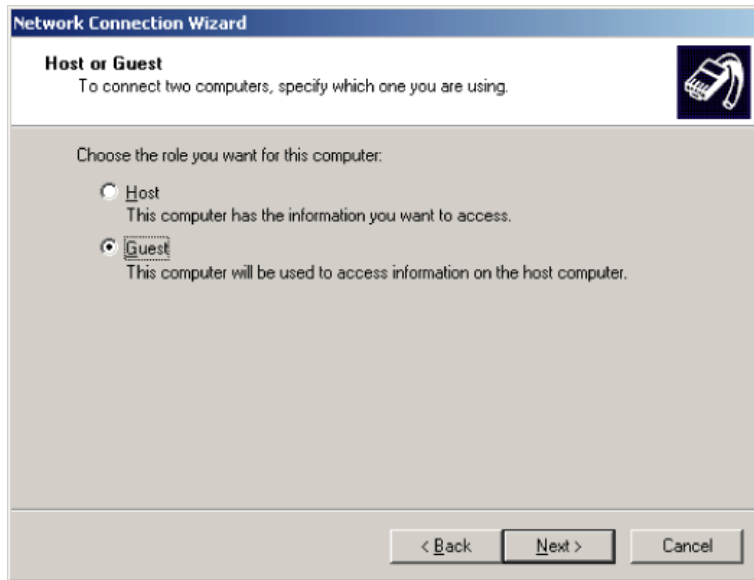 Network Connection Wizard
Host or Guest
To connect two computers, specify which one you are using.
Choose the role you want for this computer:
Host
This computer has the information you want to access.
Guest
This computer will be used to access information on the host computer.
< Back Next > Cancel